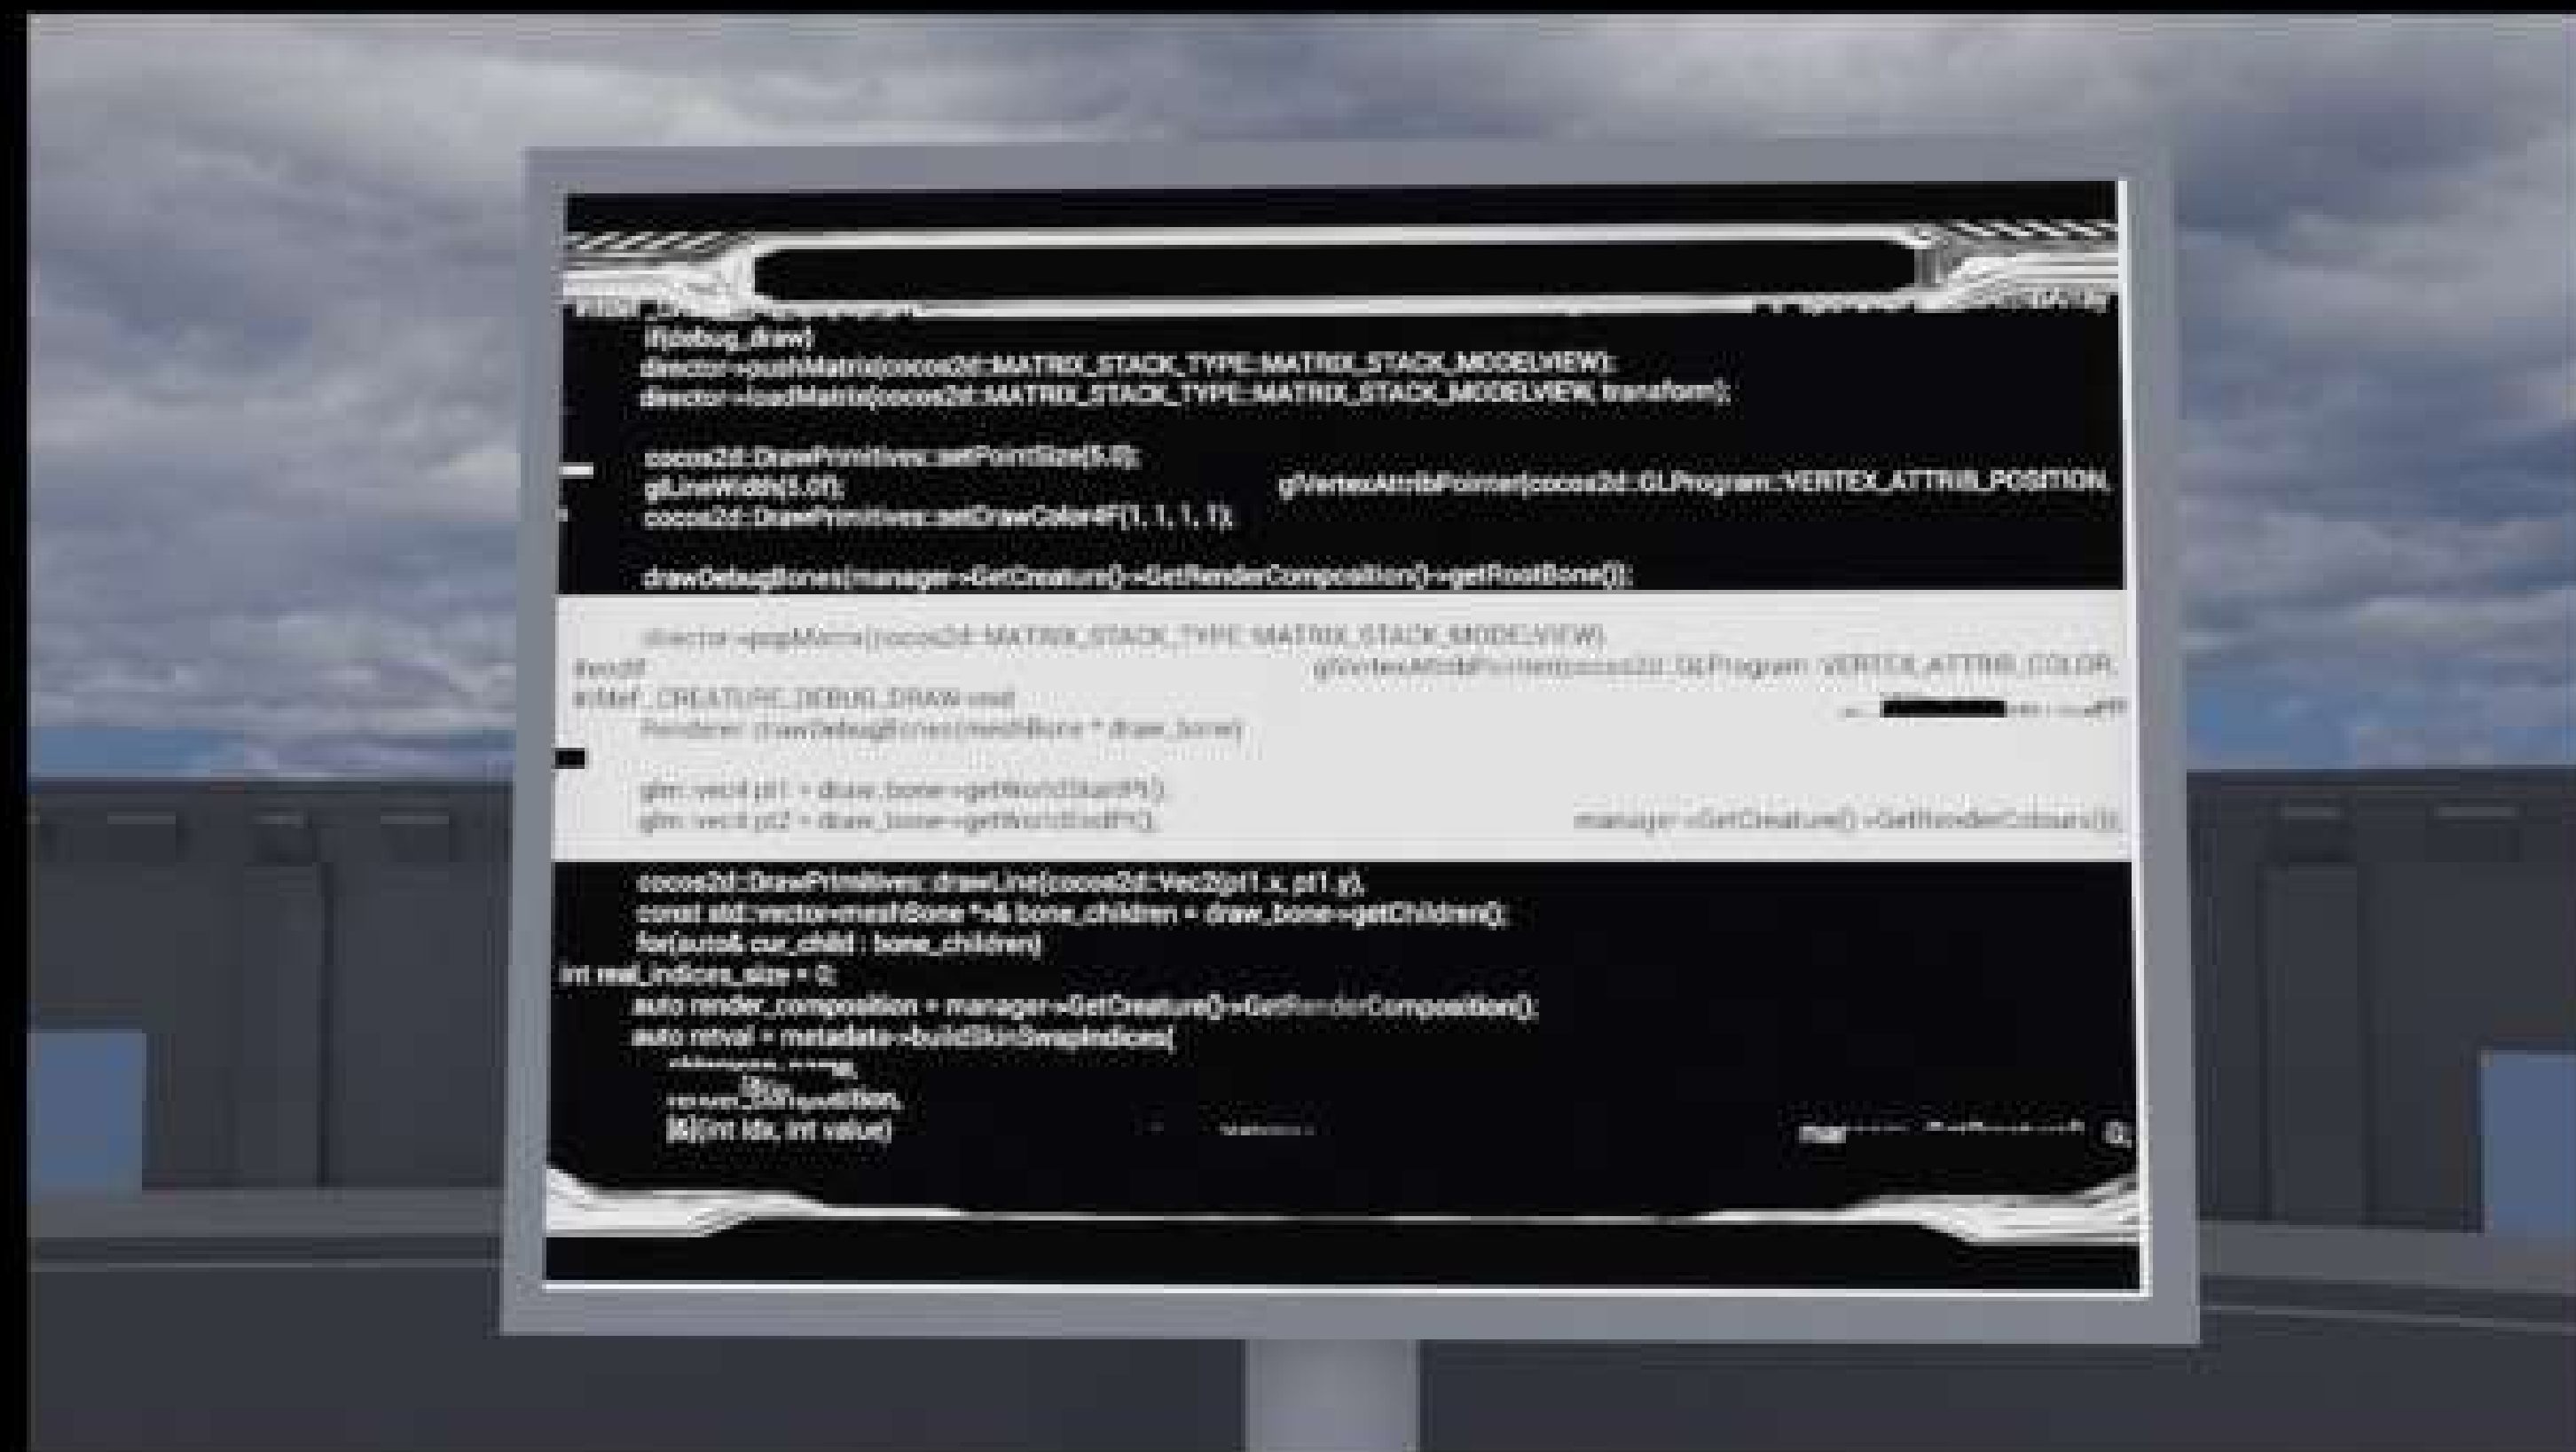 if(debug_draw)
director->pushMatrix(cocos2d::MATRIX_STACK_TYPE::MATRIX_STACK_MODELVIEW);
director->loadMatrix(cocos2d::MATRIX_STACK_TYPE::MATRIX_STACK_MODELVIEW, transform);
cocos2d::DrawPrimitives::setPointSize(5.0);
glLineWidth(5.0f); glVertexAttribPointer(cocos2d::GLProgram::VERTEX_ATTRIB_POSITION,
cocos2d::DrawPrimitives::setDrawColor4F(1, 1, 1, 1);
drawDebugBones(manager->GetCreature()->GetRenderComposition()->getRootBone());
director->popMatrix(cocos2d::MATRIX_STACK_TYPE::MATRIX_STACK_MODELVIEW);
#endif glVertexAttribPointer(cocos2d::GLProgram::VERTEX_ATTRIB_COLOR,
#ifdef _CREATURE_DEBUG_DRAW void
Renderer::drawDebugBones(meshBone * draw_bone)
glm::vec4 pt1 = draw_bone->getWorldStartPt();
glm::vec4 pt2 = draw_bone->getWorldEndPt(); manager->GetCreature()->GetRenderColours());
cocos2d::DrawPrimitives::drawLine(cocos2d::Vec2(pt1.x, pt1.y),
const std::vector<meshBone *>& bone_children = draw_bone->getChildren();
for(auto& cur_child : bone_children)
int real_indices_size = 0;
auto render_composition = manager->GetCreature()->GetRenderComposition();
auto retval = metadata->buildSkinSwapIndices(
[&](int idx, int value)